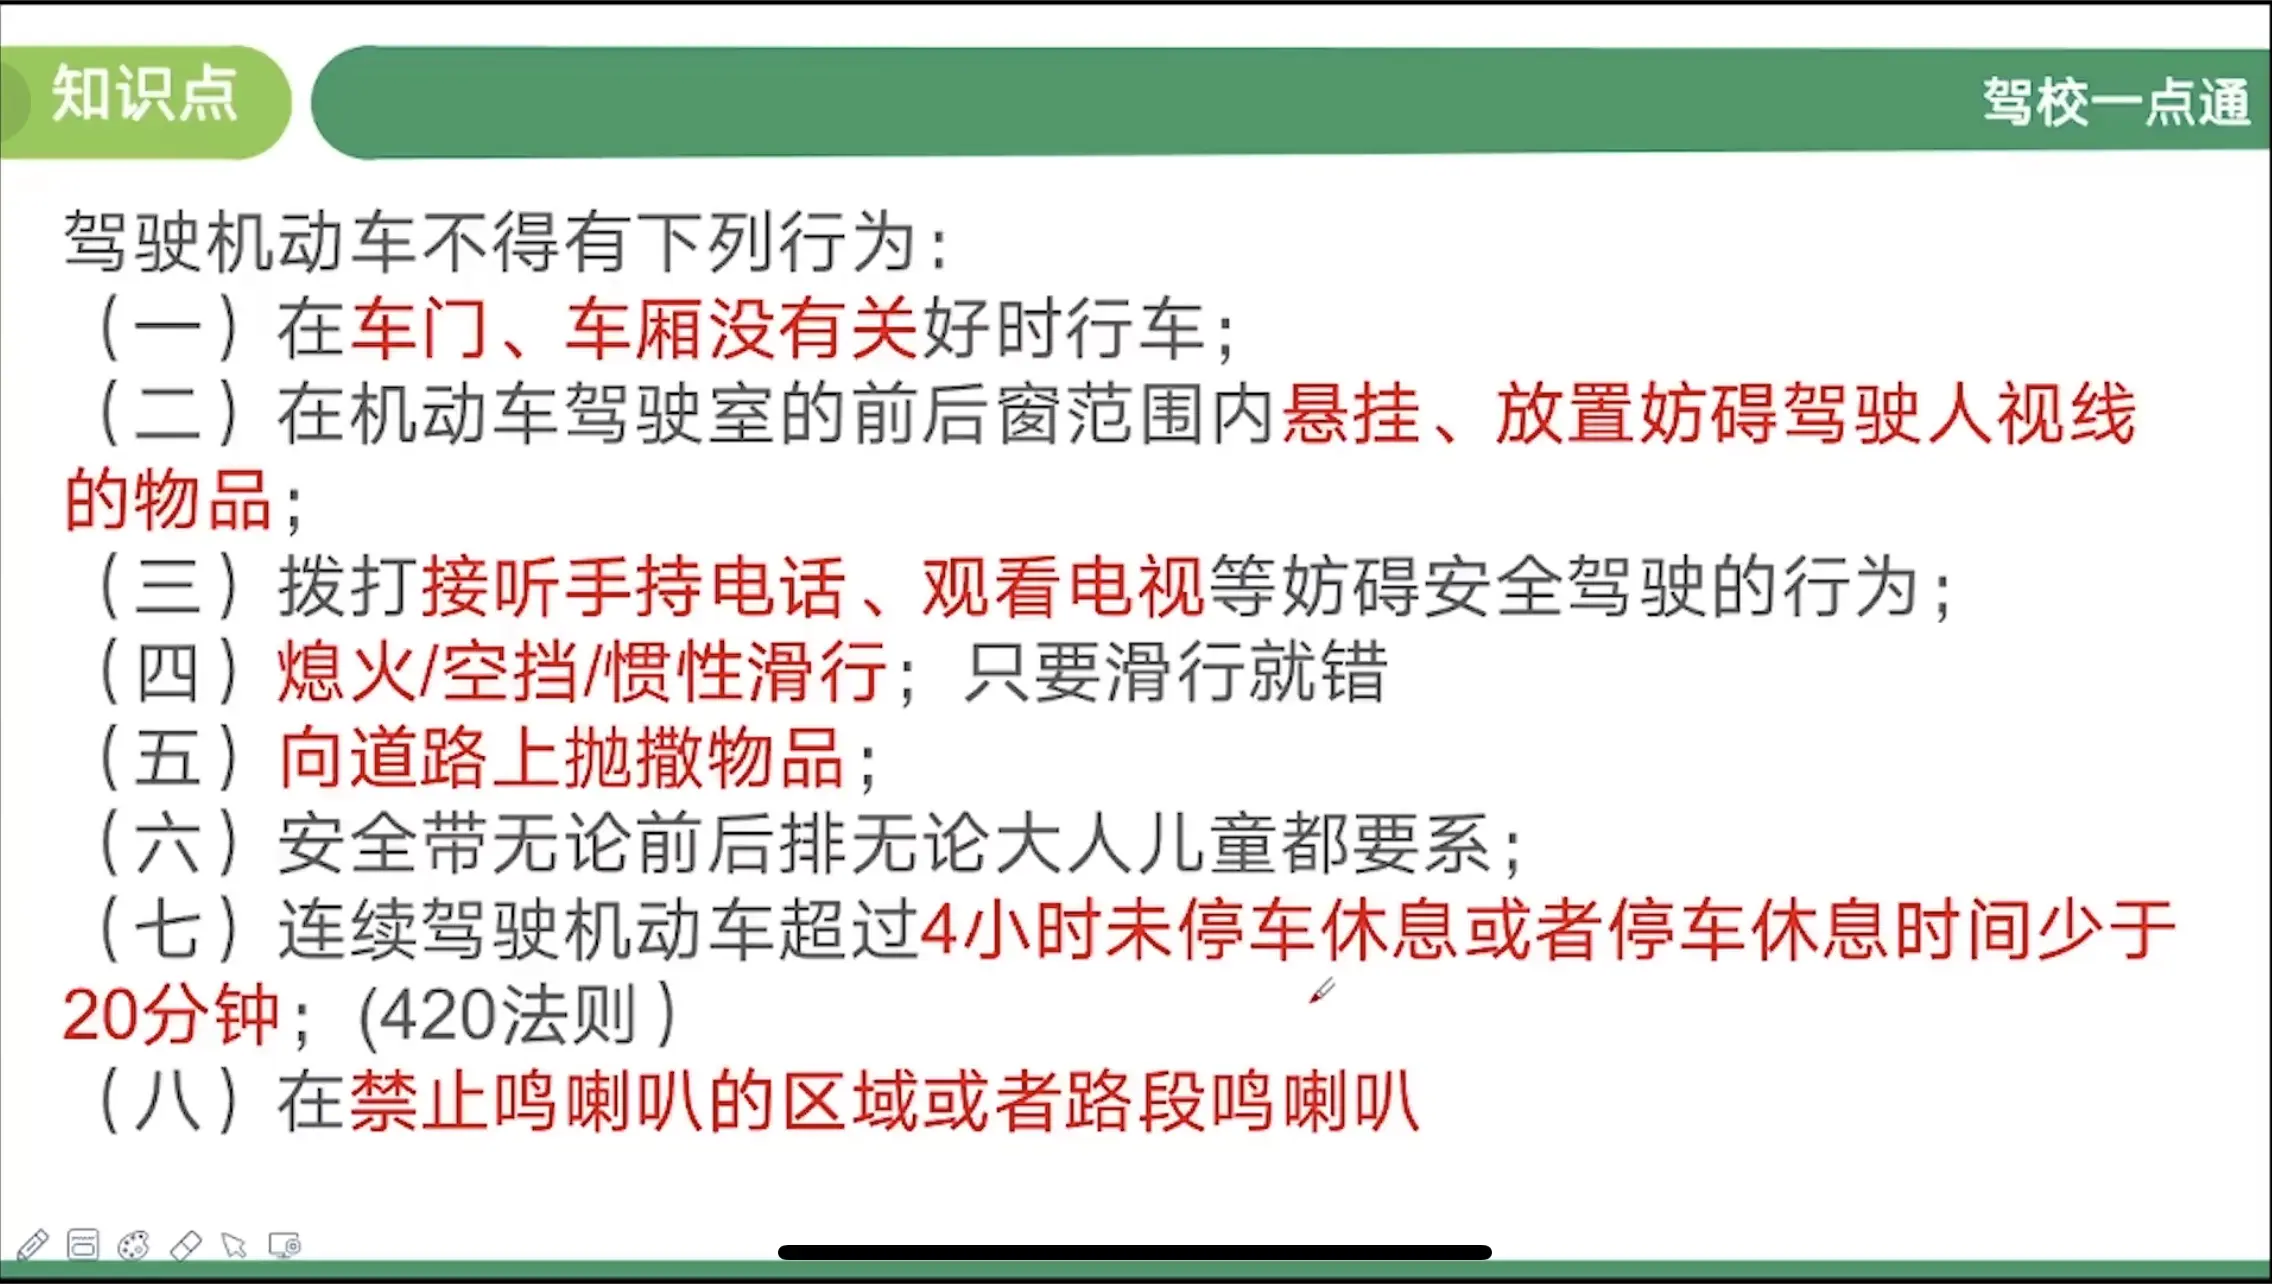 知识点
驾校一点通
驾驶机动车不得有下列行为：
（一）在车门、车厢没有关好时行车；
（二）在机动车驾驶室的前后窗范围内悬挂、放置妨碍驾驶人视线
的物品；
（三）拨打接听手持电话、观看电视等妨碍安全驾驶的行为；
（四）熄火/空挡/惯性滑行；只要滑行就错
（五）向道路上抛撒物品；
（六）安全带无论前后排无论大人儿童都要系；
（七）连续驾驶机动车超过4小时未停车休息或者停车休息时间少于
20分钟；(420法则）
（八）在禁止鸣喇叭的区域或者路段鸣喇叭